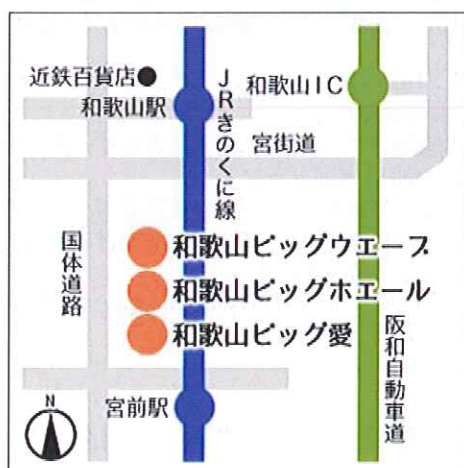 近鉄百貨店
和歌山駅
JRきのくに線
和歌山IC
宮街道
国体道路
和歌山ビッグウエーブ
和歌山ビッグホエール
和歌山ビッグ愛
阪和自動車道
宮前駅
N